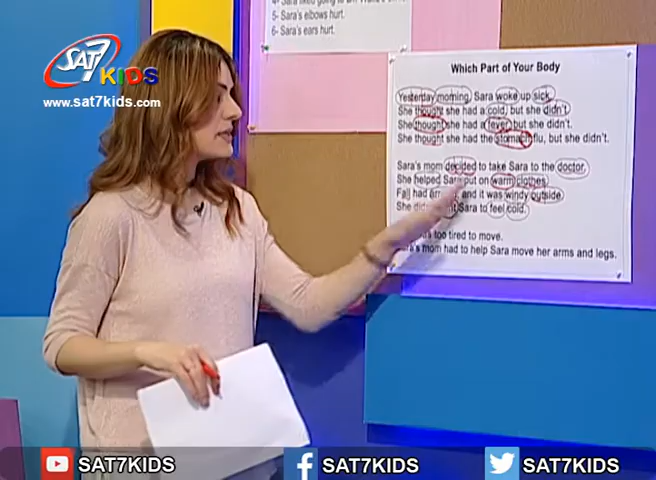 4- Sara liked going to
5- Sara's elbows hurt.
6- Sara's ears hurt.
SAT7
KIDS
www.sat7kids.com
Which Part of Your Body
Yesterday morning, Sara woke up sick.
She thought she had a cold, but she didn't
She thought she had a fever, but she didn't.
She thought she had the stomach flu, but she didn't.
Sara's mom decided to take Sara to the doctor.
She helped Sara put on warm clothes.
Fall had and it was windy outside.
She Sara to feel cold.
too tired to move.
mom had to help Sara move her arms and legs.
SAT7KIDS
SAT7KIDS
SAT7KIDS